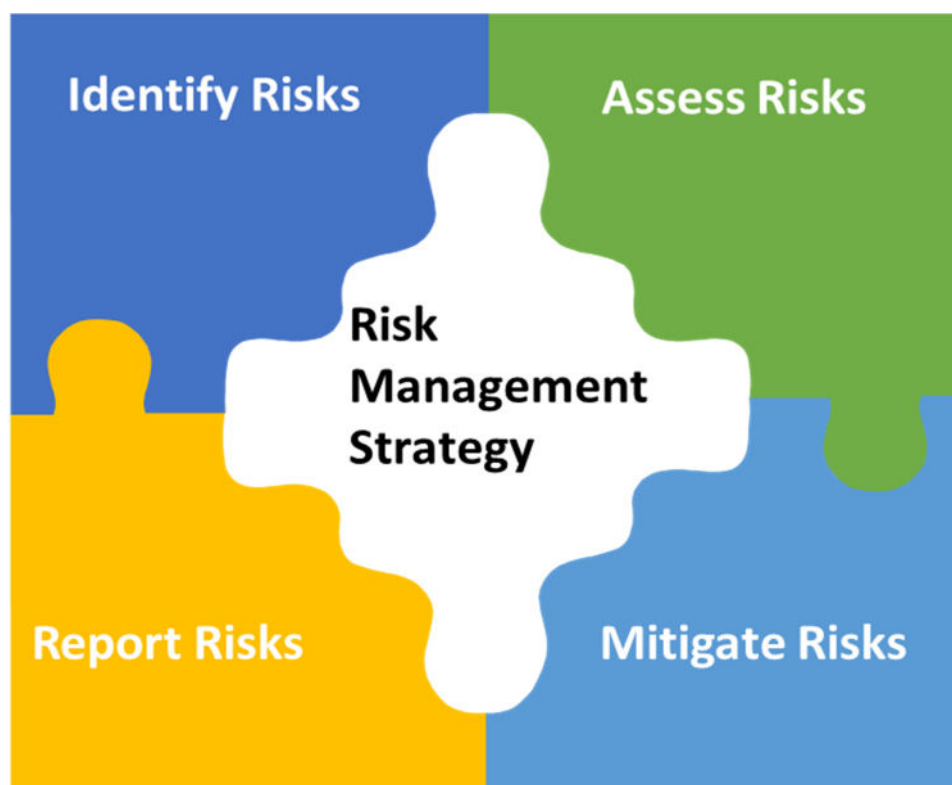 Identify Risks
Assess Risks
Risk
Management
Strategy
Report Risks
Mitigate Risks